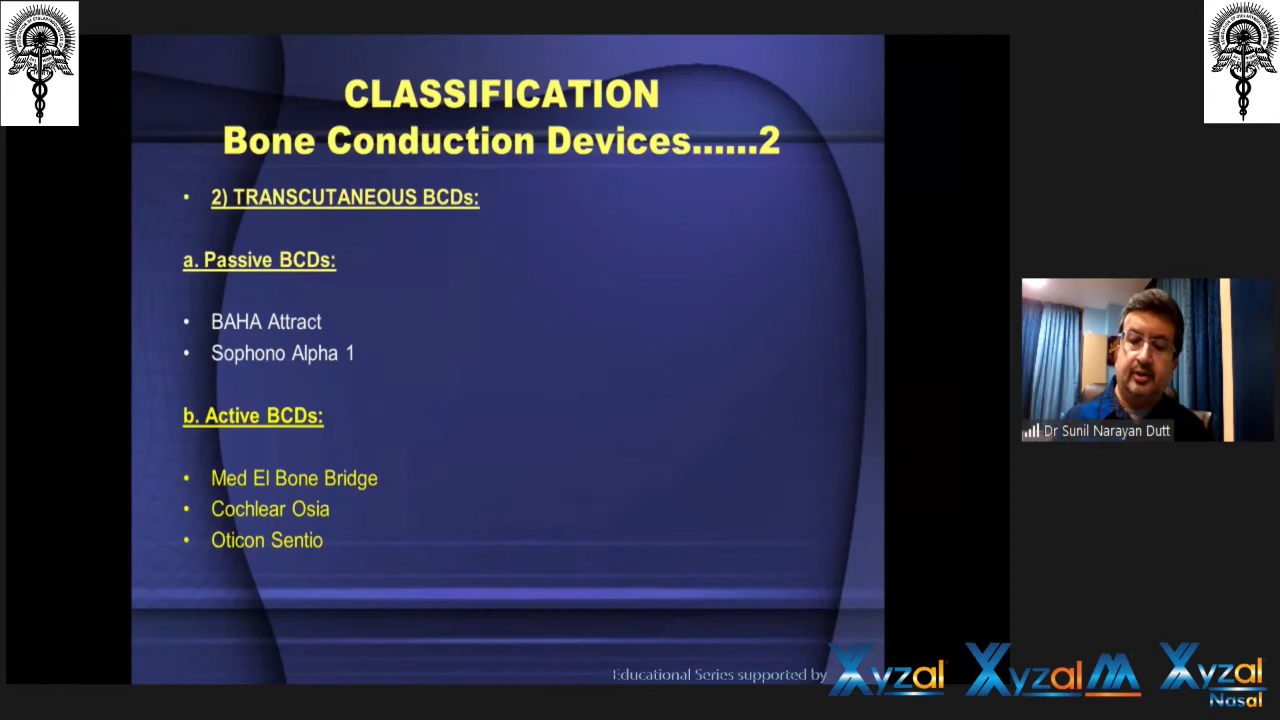 CLASSIFICATION
Bone Conduction Devices......2
• 2) TRANSCUTANEOUS BCDs:
a. Passive BCDs:
• BAHA Attract
• Sophono Alpha 1
b. Active BCDs:
• Med El Bone Bridge
• Cochlear Osia
• Oticon Sentio
Dr Sunil Narayan Dutt
Educational Series supported by Xyzal Xyzal M Xyzal Nasal